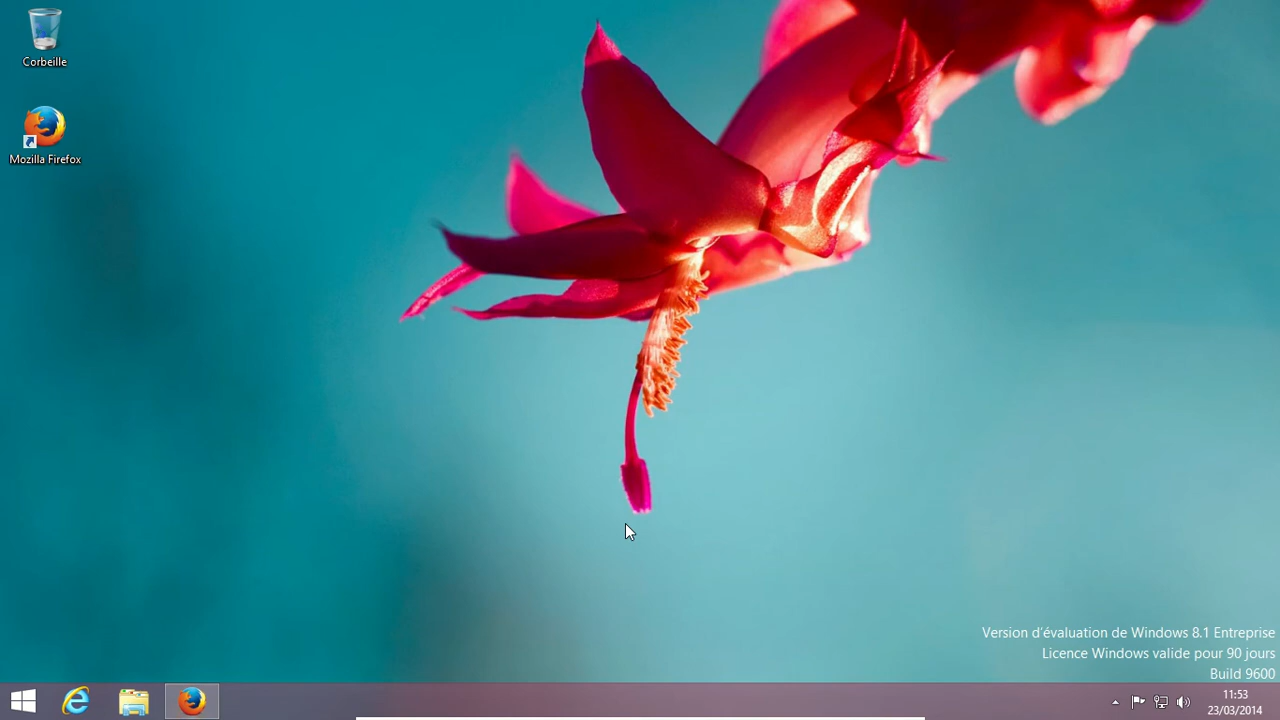 Corbeille
Mozilla Firefox
Version d'évaluation de Windows 8.1 Entreprise
Licence Windows valide pour 90 jours
Build 9600
11:53
23/03/2014